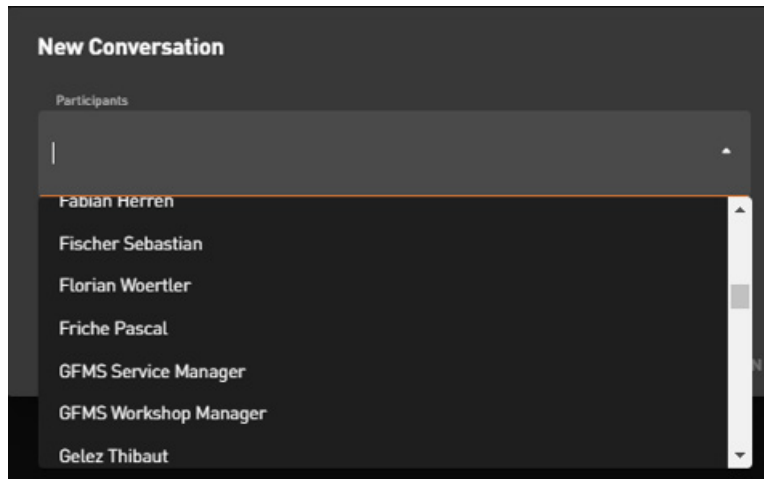 New Conversation
Participants
Fabian Herren
Fischer Sebastian
Florian Woertler
Friche Pascal
GFMS Service Manager
N
GFMS Workshop Manager
Gelez Thibaut